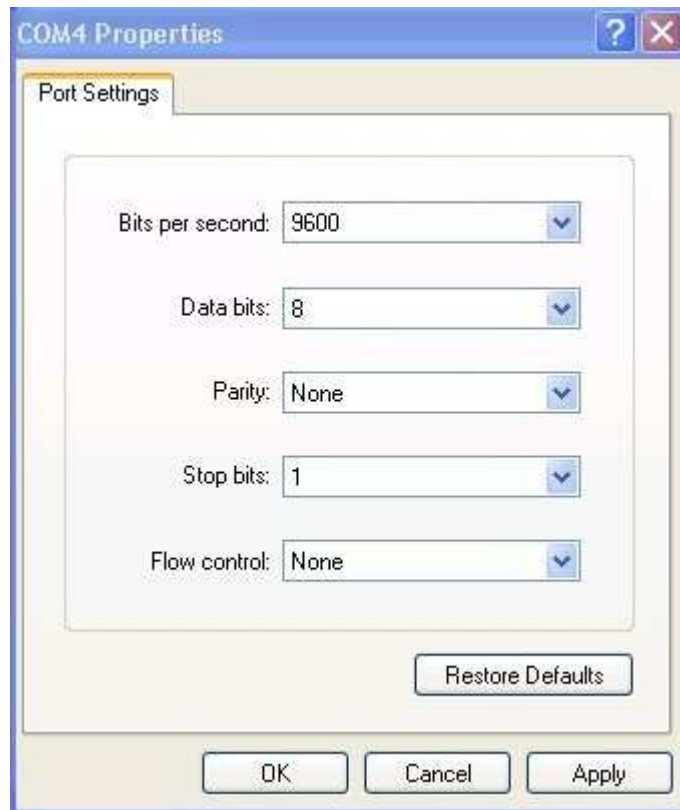 COM4 Properties
Port Settings
Bits per second: 9600
Data bits: 8
Parity: None
Stop bits: 1
Flow control: None
Restore Defaults
OK Cancel Apply